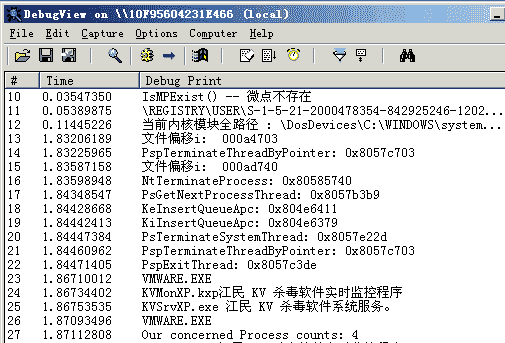 DebugView on \\10F95604231E466 (local)
File Edit Capture Options Computer Help
# Time Debug Print
10 0.03547350 IsMPExist() -- 微点不存在
11 0.05389875 \REGISTRY\USER\S-1-5-21-2000478354-842925246-1202...
12 0.11445226 当前内核模块全路径 : \DosDevices\C:\WINDOWS\system...
13 1.83206189 文件偏移i: 000a4703
14 1.83225965 PspTerminateThreadByPointer: 0x8057c703
15 1.83587158 文件偏移i: 000ad740
16 1.83598948 NtTerminateProcess: 0x80585740
17 1.84348547 PsGetNextProcessThread: 0x8057b3b9
18 1.84428668 KeInsertQueueApc: 0x804e6411
19 1.84442413 KiInsertQueueApc: 0x804e6379
20 1.84447384 PsTerminateSystemThread: 0x8057e22d
21 1.84460962 PspTerminateThreadByPointer: 0x8057c703
22 1.84471405 PspExitThread: 0x8057c3de
23 1.86710012 VMWARE.EXE
24 1.86734402 KVMonXP.kxp江民 KV 杀毒软件实时监控程序
25 1.86753535 KVSrvXP.exe 江民 KV 杀毒软件系统服务。
26 1.87093496 VMWARE.EXE
27 1.87112808 Our concerned Process counts: 4